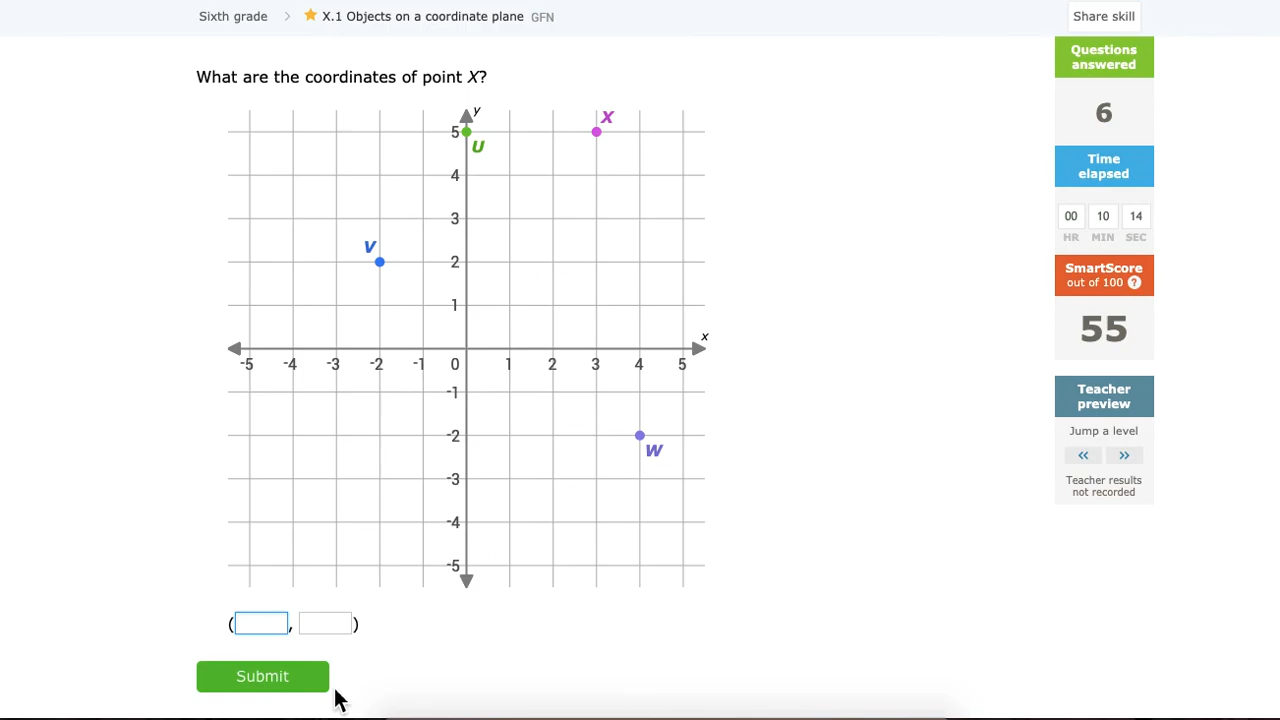 Sixth grade > X.1 Objects on a coordinate plane GFN
Share skill
What are the coordinates of point X?
y
X
5
U
4
3
V
2
1
x
-5 -4 -3 -2 -1 0 1 2 3 4 5
-1
-2
W
-3
-4
-5
( , )
Submit
Questions
answered
6
Time
elapsed
00 10 14
HR MIN SEC
SmartScore
out of 100 ?
55
Teacher
preview
Jump a level
<< >>
Teacher results
not recorded